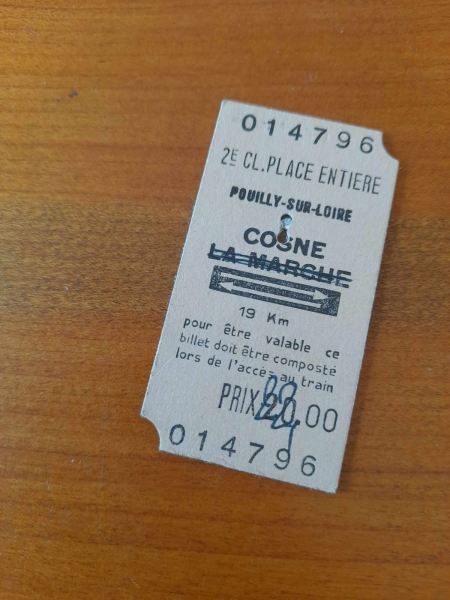 014796
2E CL.PLACE ENTIERE
POUILLY-SUR-LOIRE
COSNE
LA MARCHE
19 Km
pour être valable ce
billet doit être composté
lors de l'accès au train
PRIX 20.00
014796